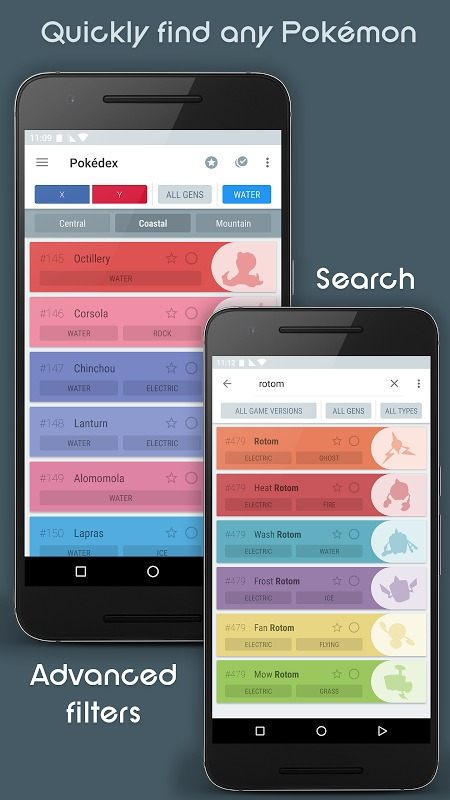 Quickly find any Pokémon
11:09
Pokédex
X Y ALL GENS WATER
Central Coastal Mountain
#145 Octillery
WATER
#146 Corsola
WATER ROCK
#147 Chinchou
WATER ELECTRIC
#148 Lanturn
WATER ELECTRIC
#149 Alomomola
WATER
#150 Lapras
WATER ICE
Search
11:12
rotom
ALL GAME VERSIONS ALL GENS ALL TYPES
#479 Rotom
ELECTRIC GHOST
#479 Heat Rotom
ELECTRIC FIRE
#479 Wash Rotom
ELECTRIC WATER
#479 Frost Rotom
ELECTRIC ICE
#479 Fan Rotom
ELECTRIC FLYING
#479 Mow Rotom
ELECTRIC GRASS
Advanced
filters